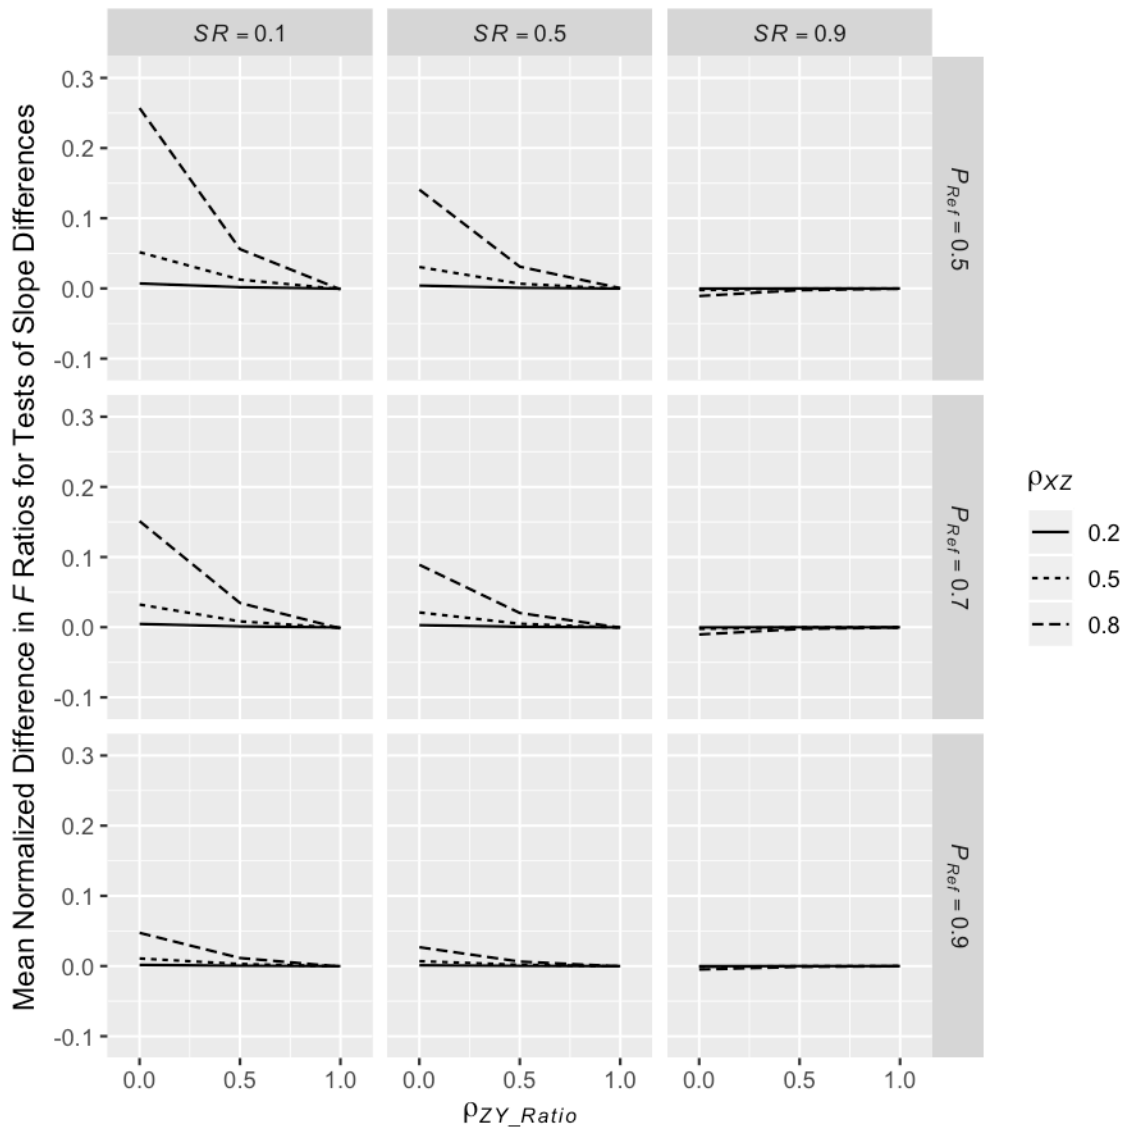 SR = 0.1 SR = 0.5 SR = 0.9
Mean Normalized Difference in F Ratios for Tests of Slope Differences
0.3
0.2
0.1
0.0
-0.1
P_Ref = 0.5
0.3
0.2
0.1
0.0
-0.1
P_Ref = 0.7
0.3
0.2
0.1
0.0
-0.1
P_Ref = 0.9
0.0 0.5 1.0 0.0 0.5 1.0 0.0 0.5 1.0
ρZY_Ratio
ρXZ
0.2
0.5
0.8